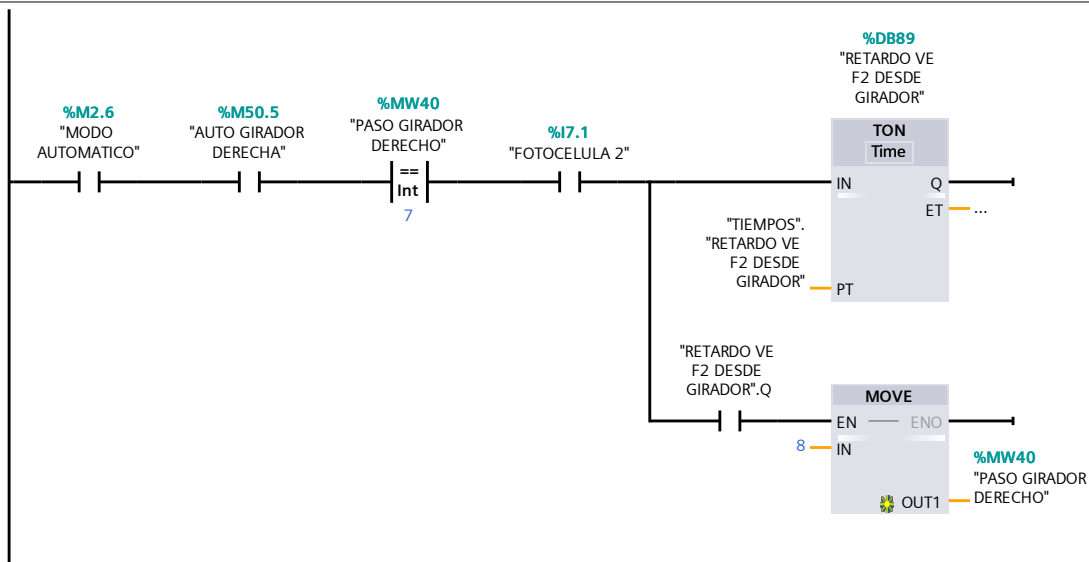 %DB89
"RETARDO VE
F2 DESDE
GIRADOR"
%M2.6
"MODO
AUTOMATICO"
%M50.5
"AUTO GIRADOR
DERECHA"
%MW40
"PASO GIRADOR
DERECHO"
==
Int
7
%I7.1
"FOTOCELULA 2"
TON
Time
IN
Q
ET
...
"TIEMPOS".
"RETARDO VE
F2 DESDE
GIRADOR"
PT
"RETARDO VE
F2 DESDE
GIRADOR".Q
MOVE
EN
ENO
8
IN
OUT1
%MW40
"PASO GIRADOR
DERECHO"